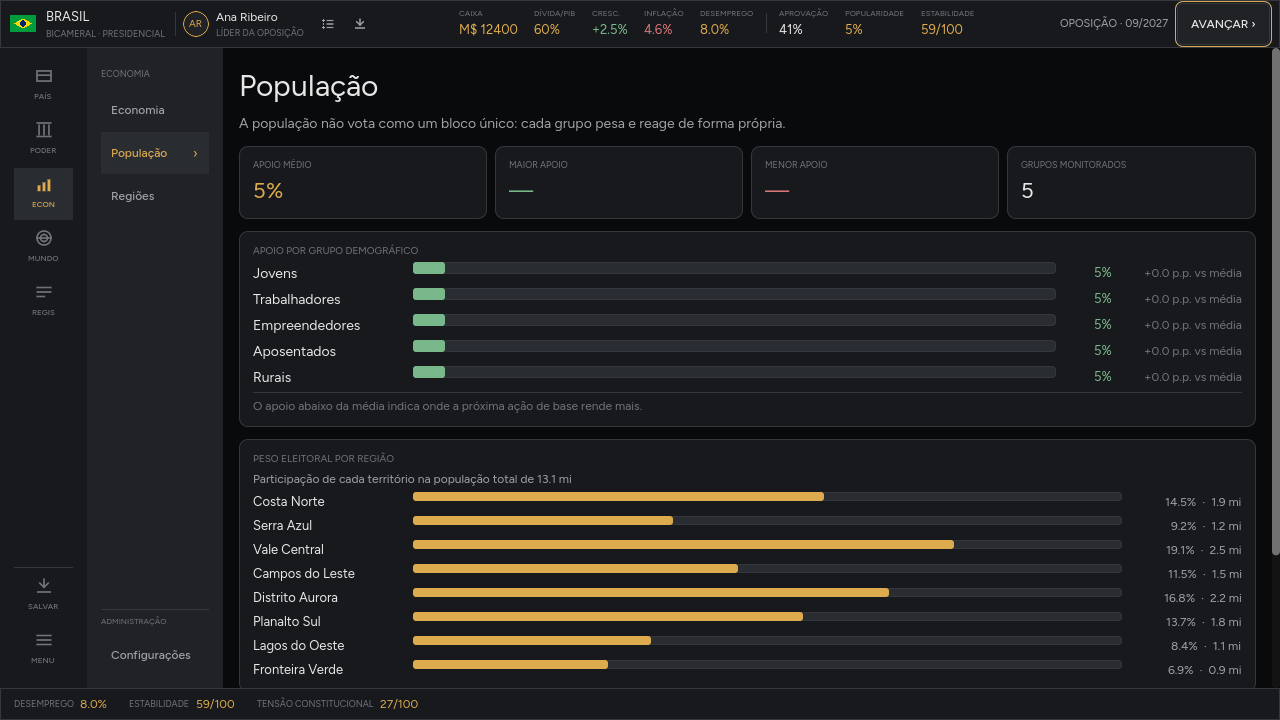 BRASIL
BICAMERAL · PRESIDENCIAL
AR
Ana Ribeiro
LÍDER DA OPOSIÇÃO
CAIXA
M$ 12400
DÍVIDA/PIB
60%
CRESC.
+2.5%
INFLAÇÃO
4.6%
DESEMPREGO
8.0%
APROVAÇÃO
41%
POPULARIDADE
5%
ESTABILIDADE
59/100
OPOSIÇÃO · 09/2027
AVANÇAR ›
PAÍS
PODER
ECON
MUNDO
REGIS
SALVAR
MENU
ECONOMIA
Economia
População ›
Regiões
ADMINISTRAÇÃO
Configurações
População
A população não vota como um bloco único: cada grupo pesa e reage de forma própria.
APOIO MÉDIO
5%
MAIOR APOIO
—
MENOR APOIO
—
GRUPOS MONITORADOS
5
APOIO POR GRUPO DEMOGRÁFICO
Jovens 5% +0.0 p.p. vs média
Trabalhadores 5% +0.0 p.p. vs média
Empreendedores 5% +0.0 p.p. vs média
Aposentados 5% +0.0 p.p. vs média
Rurais 5% +0.0 p.p. vs média
O apoio abaixo da média indica onde a próxima ação de base rende mais.
PESO ELEITORAL POR REGIÃO
Participação de cada território na população total de 13.1 mi
Costa Norte 14.5% · 1.9 mi
Serra Azul 9.2% · 1.2 mi
Vale Central 19.1% · 2.5 mi
Campos do Leste 11.5% · 1.5 mi
Distrito Aurora 16.8% · 2.2 mi
Planalto Sul 13.7% · 1.8 mi
Lagos do Oeste 8.4% · 1.1 mi
Fronteira Verde 6.9% · 0.9 mi
DESEMPREGO 8.0% ESTABILIDADE 59/100 TENSÃO CONSTITUCIONAL 27/100